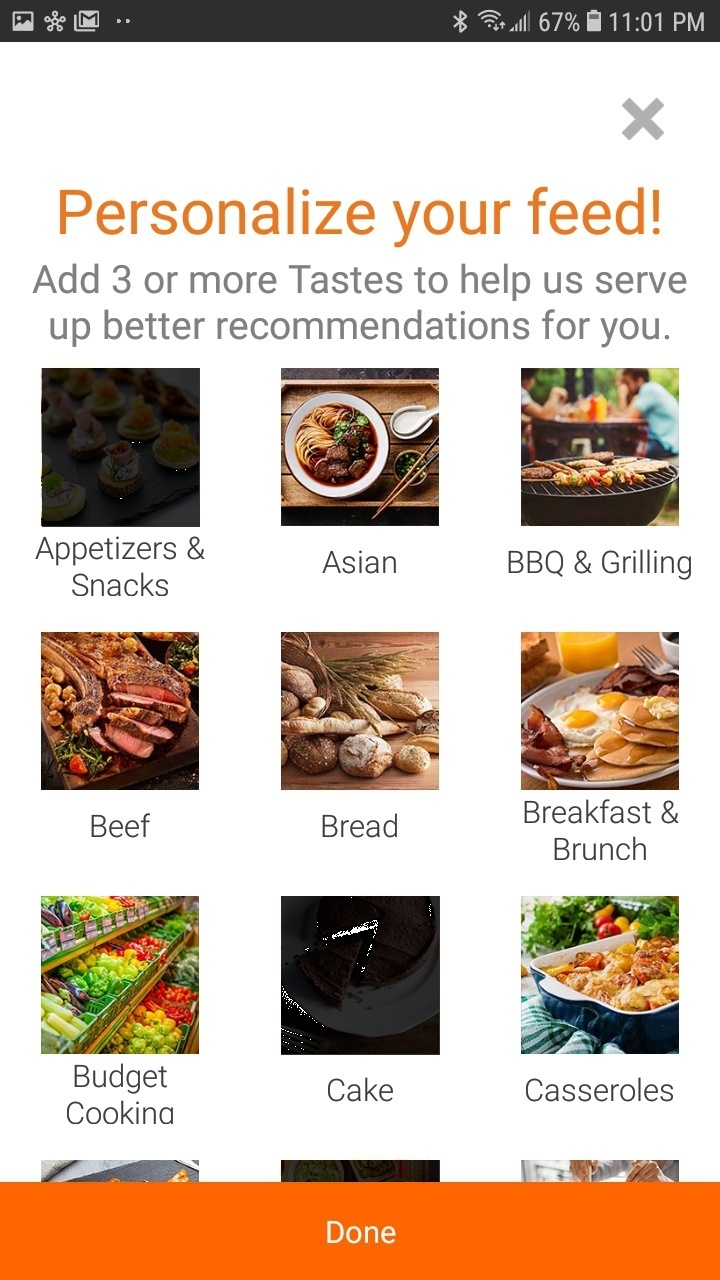 67% 11:01 PM
Personalize your feed!
Add 3 or more Tastes to help us serve
up better recommendations for you.
Appetizers &
Snacks
Asian
BBQ & Grilling
Beef
Bread
Breakfast &
Brunch
Budget
Cooking
Cake
Casseroles
Done